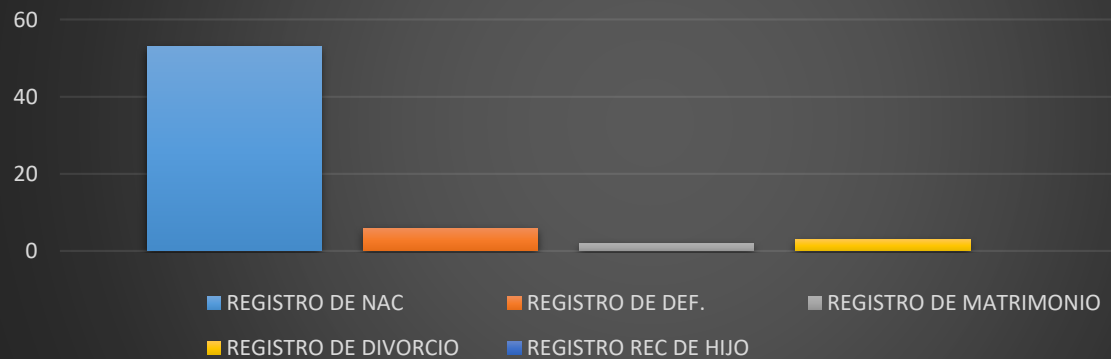 60
40
20
0
REGISTRO DE NAC
REGISTRO DE DEF.
REGISTRO DE MATRIMONIO
REGISTRO DE DIVORCIO
REGISTRO REC DE HIJO